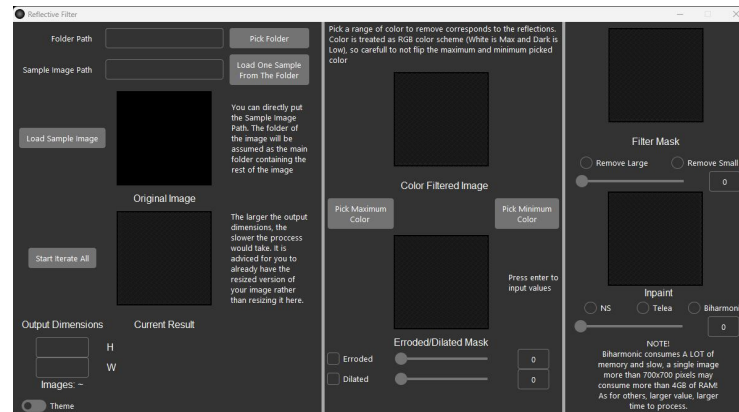 Reflective Filter
Folder Path
Pick Folder
Sample Image Path
Load One Sample
From The Folder
Load Sample Image
You can directly put
the Sample Image
Path. The folder of
the image will be
assumed as the main
folder containing the
rest of the image
Original Image
Start Iterate All
The larger the output
dimensions, the
slower the proccess
would take. It is
adviced for you to
already have the
resized version of
your image rather
than resizing it here.
Output Dimensions
Current Result
H
W
Images: ~
Theme
Pick a range of color to remove corresponds to the reflections.
Color is treated as RGB color scheme (White is Max and Dark is
Low), so carefull to not flip the maximum and minimum picked
color
Color Filtered Image
Pick Maximum
Color
Pick Minimum
Color
Press enter to
input values
Erroded/Dilated Mask
Erroded
0
Dilated
0
Filter Mask
Remove Large
Remove Small
0
Inpaint
NS
Telea
Biharmoni
0
NOTE!
Biharmonic consumes A LOT of
memory and slow, a single image
more than 700x700 pixels may
consume more than 4GB of RAM!
As for others, larger value, larger
time to process.